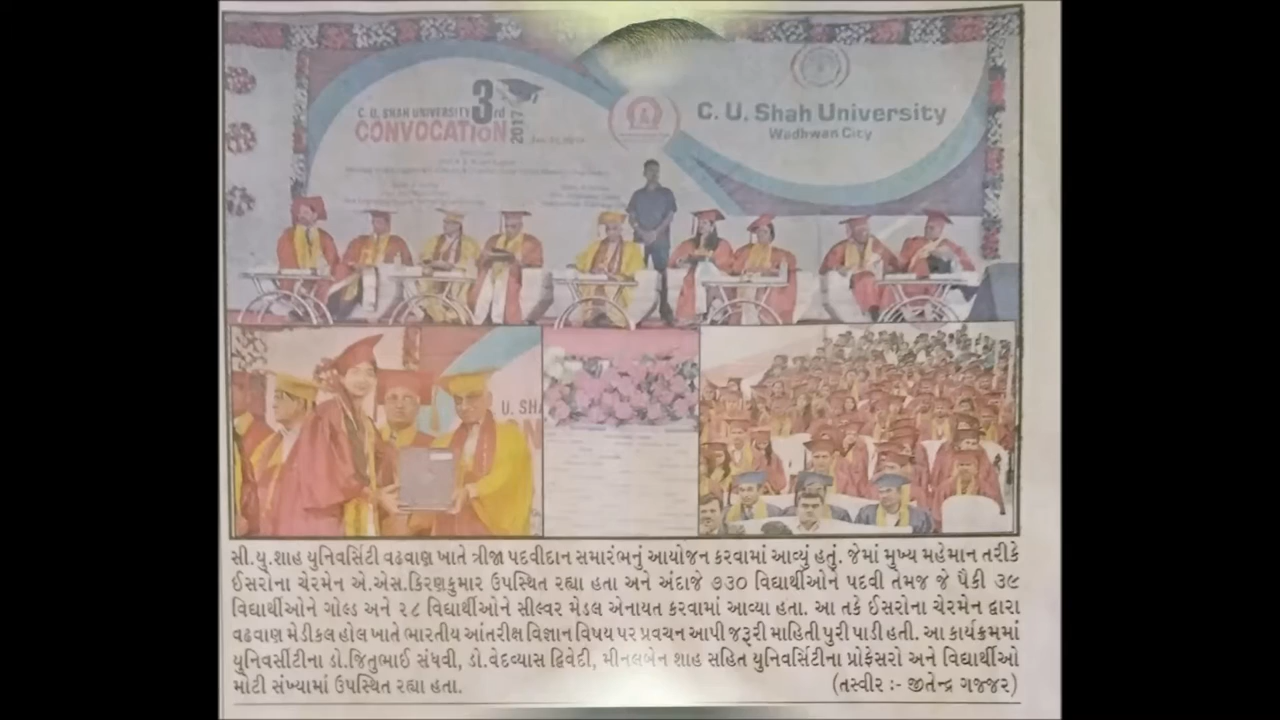 C. U. SHAH UNIVERSITY 3rd
CONVOCATION 2017
C. U. Shah University
Wadhwan City
U. SHA
સી.યુ.શાહ યુનિવર્સિટી વઢવાણ ખાતે ત્રીજા પદવીદાન સમારંભનું આયોજન કરવામાં આવ્યું હતું. જેમાં મુખ્ય મહેમાન તરીકે
ઈસરોના ચેરમેન એ.એસ.કિરણકુમાર ઉપસ્થિત રહ્યા હતા અને અંદાજે ૭૩૦ વિદ્યાર્થીઓને પદવી તેમજ જે પૈકી ૩૯
વિદ્યાર્થીઓને ગોલ્ડ અને ૨૮ વિદ્યાર્થીઓને સીલ્વર મેડલ એનાયત કરવામાં આવ્યા હતા. આ તકે ઈસરોના ચેરમેન દ્વારા
વઢવાણ મેડીકલ હોલ ખાતે ભારતીય આંતરીક્ષ વિજ્ઞાન વિષય પર પ્રવચન આપી જરૂરી માહિતી પુરી પાડી હતી. આ કાર્યક્રમમાં
યુનિવર્સીટીના ડો.જિતુભાઈ સંઘવી, ડો.વેદવ્યાસ દ્વિવેદી, મીનલબેન શાહ સહિત યુનિવર્સિટીના પ્રોફેસરો અને વિદ્યાર્થીઓ
મોટી સંખ્યામાં ઉપસ્થિત રહ્યા હતા. (તસ્વીર :- જીતેન્દ્ર ગજ્જર)